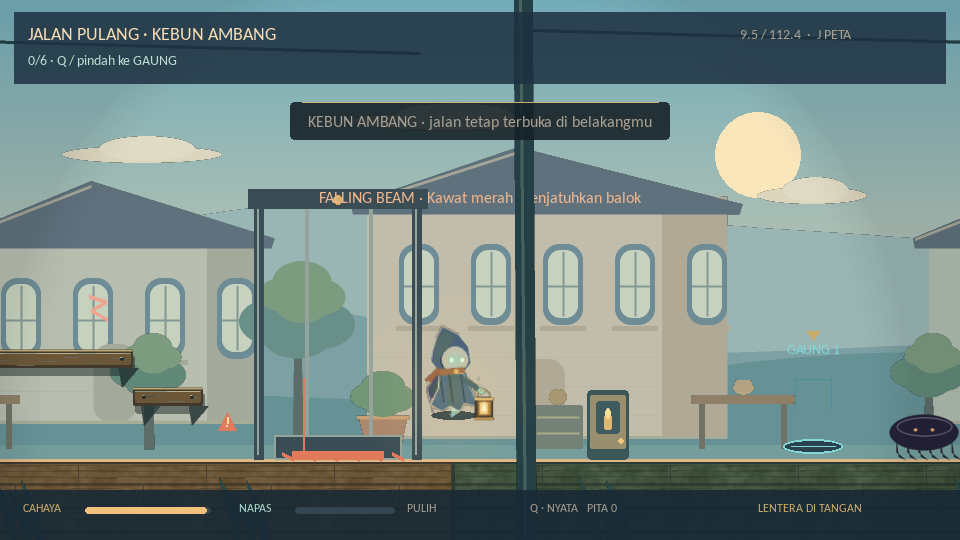 JALAN PULANG · KEBUN AMBANG
9.5 / 112.4 · J PETA
0/6 · Q / pindah ke GAUNG
KEBUN AMBANG · jalan tetap terbuka di belakangmu
FALLING BEAM · Kawat merah menjatuhkan balok
GAUNG 1
CAHAYA
NAPAS
PULIH
Q · NYATA PITA 0
LENTERA DI TANGAN